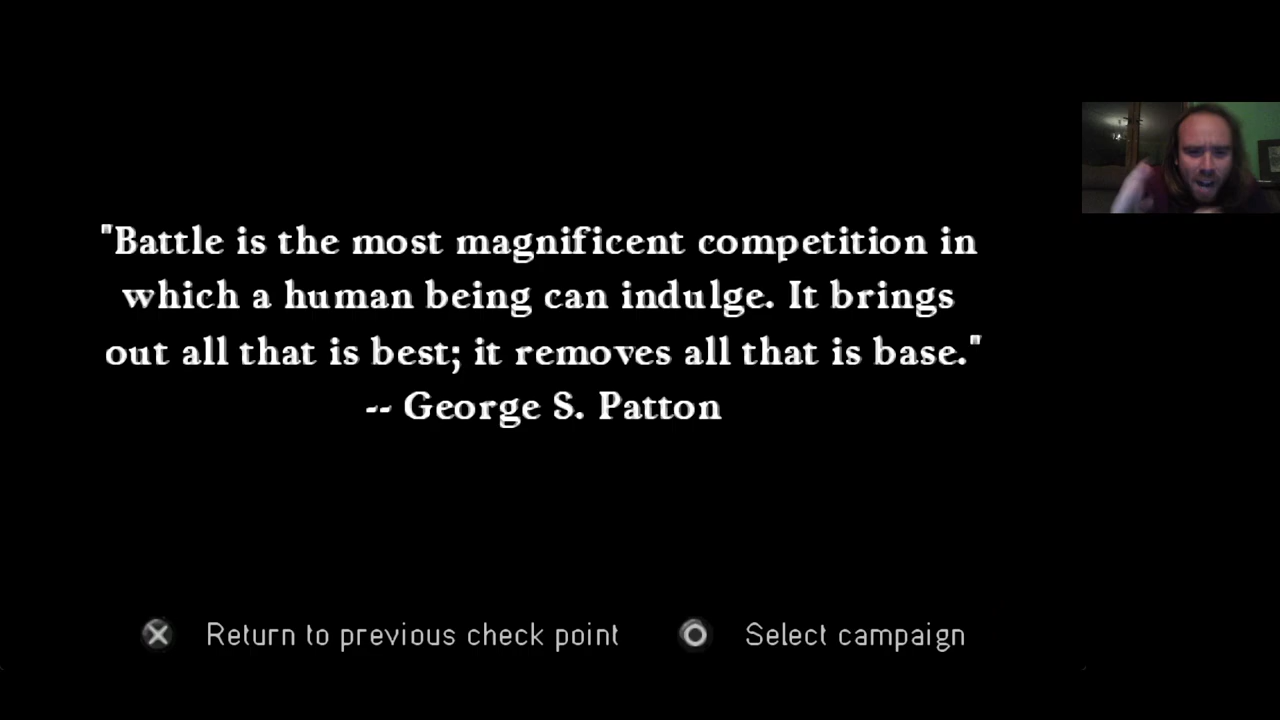 "Battle is the most magnificent competition in
which a human being can indulge. It brings
out all that is best; it removes all that is base."
-- George S. Patton
Return to previous check point Select campaign